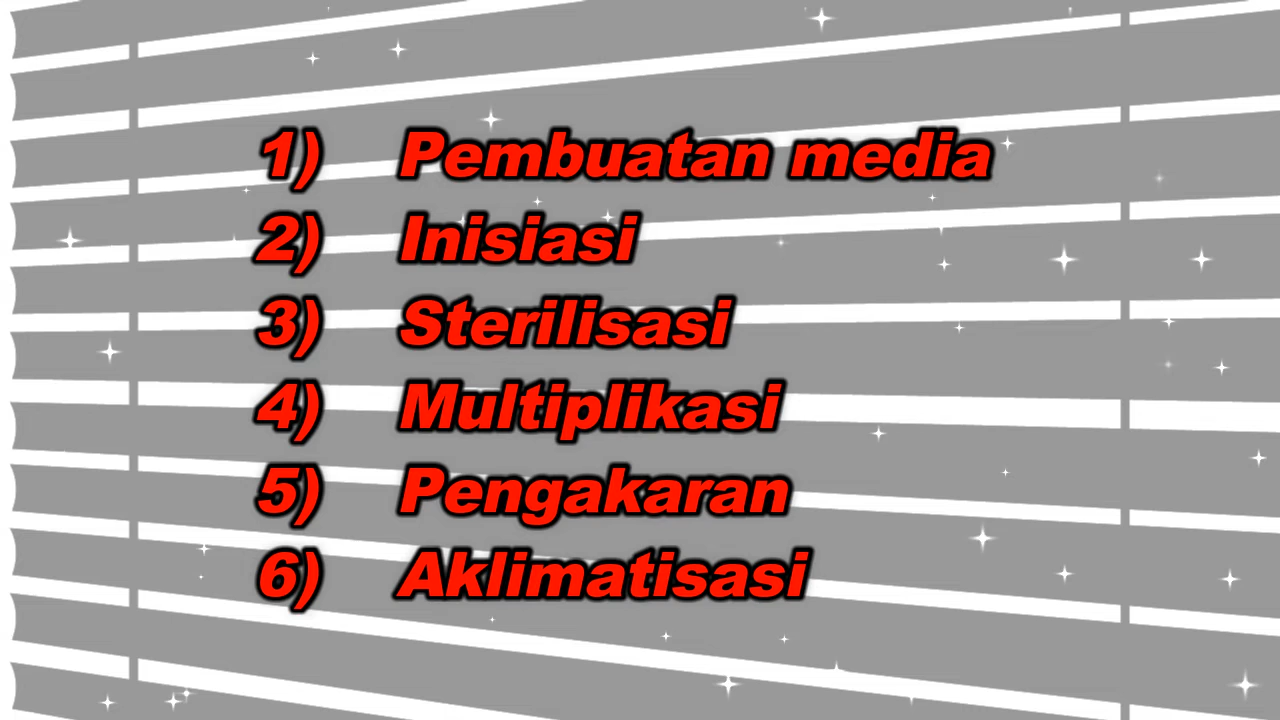 1) Pembuatan media
2) Inisiasi
3) Sterilisasi
4) Multiplikasi
5) Pengakaran
6) Aklimatisasi